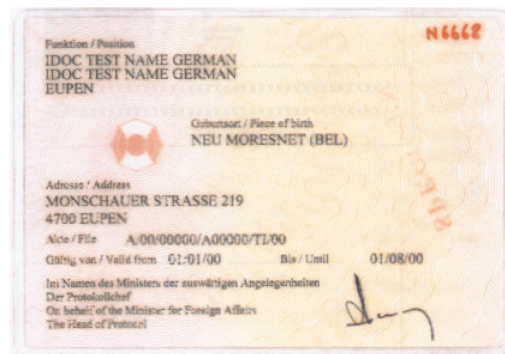 N6668
Funktion / Position
IDOC TEST NAME GERMAN
IDOC TEST NAME GERMAN
EUPEN
Geburtsort / Piece of birth
NEU MORESNET (BEL)
Adresse / Address
MONSCHAUER STRASSE 219
4700 EUPEN
Akte / File A/00/00000/A00000/TI/00
Gültig von / Valid from 01/01/00 Bis / Until 01/08/00
Im Namen des Ministers der auswärtigen Angelegenheiten
Der Protokollchef
On behalf of the Minister for Foreign Affairs
The Head of Protocol